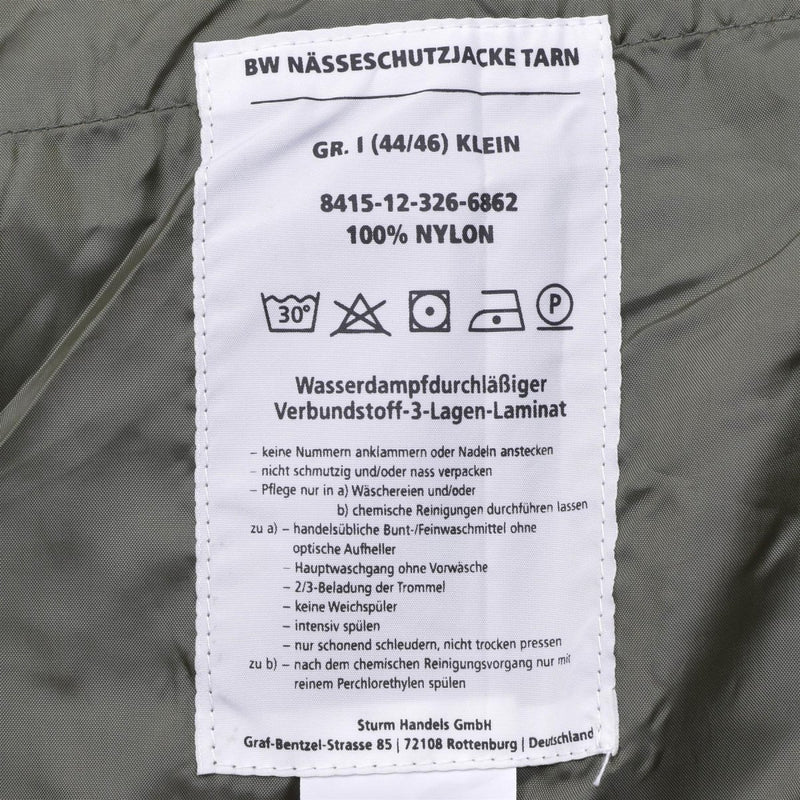 BW NÄSSESCHUTZJACKE TARN
GR. I (44/46) KLEIN
8415-12-326-6862
100% NYLON
30° P
Wasserdampfdurchläßiger
Verbundstoff-3-Lagen-Laminat
– keine Nummern anklammern oder Nadeln anstecken
– nicht schmutzig und/oder nass verpacken
– Pflege nur in a) Wäschereien und/oder
b) chemische Reinigungen durchführen lassen
zu a) – handelsübliche Bunt-/Feinwaschmittel ohne
optische Aufheller
– Hauptwaschgang ohne Vorwäsche
– 2/3-Beladung der Trommel
– keine Weichspüler
– intensiv spülen
– nur schonend schleudern, nicht trocken pressen
zu b) – nach dem chemischen Reinigungsvorgang nur mit
reinem Perchlorethylen spülen
Sturm Handels GmbH
Graf-Bentzel-Strasse 85 | 72108 Rottenburg | Deutschland